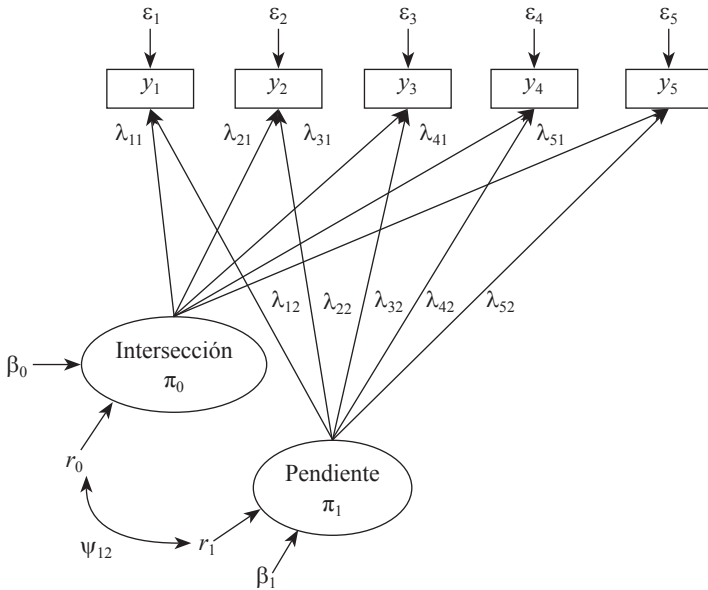 ε₁ ε₂ ε₃ ε₄ ε₅
y₁ y₂ y₃ y₄ y₅
λ₁₁ λ₂₁ λ₃₁ λ₄₁ λ₅₁
λ₁₂ λ₂₂ λ₃₂ λ₄₂ λ₅₂
Intersección
β₀ π₀
r₀
Pendiente
π₁
ψ₁₂ r₁
β₁